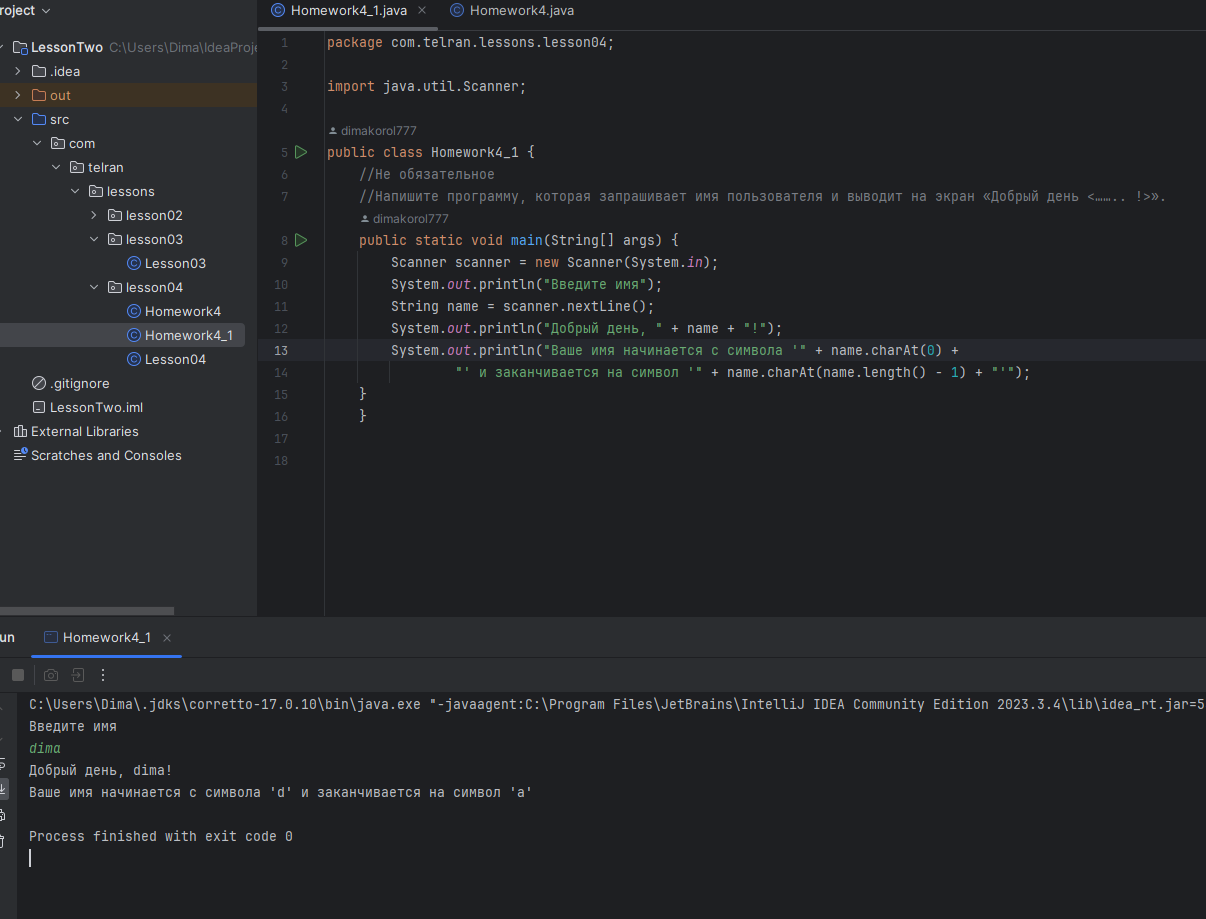 roject
LessonTwo C:\Users\Dima\IdeaProje
.idea
out
src
com
telran
lessons
lesson02
lesson03
Lesson03
lesson04
Homework4
Homework4_1
Lesson04
.gitignore
LessonTwo.iml
External Libraries
Scratches and Consoles
Homework4_1.java Homework4.java
1 package com.telran.lessons.lesson04;
2
3 import java.util.Scanner;
4
dimakorol777
5 public class Homework4_1 {
6 //Не обязательное
7 //Напишите программу, которая запрашивает имя пользователя и выводит на экран «Добрый день <…….. !>».
dimakorol777
8 public static void main(String[] args) {
9 Scanner scanner = new Scanner(System.in);
10 System.out.println("Введите имя");
11 String name = scanner.nextLine();
12 System.out.println("Добрый день, " + name + "!");
13 System.out.println("Ваше имя начинается с символа '" + name.charAt(0) +
14 "' и заканчивается на символ '" + name.charAt(name.length() - 1) + "'");
15 }
16 }
17
18
un Homework4_1
C:\Users\Dima\.jdks\corretto-17.0.10\bin\java.exe "-javaagent:C:\Program Files\JetBrains\IntelliJ IDEA Community Edition 2023.3.4\lib\idea_rt.jar=5
Введите имя
dima
Добрый день, dima!
Ваше имя начинается с символа 'd' и заканчивается на символ 'a'
Process finished with exit code 0